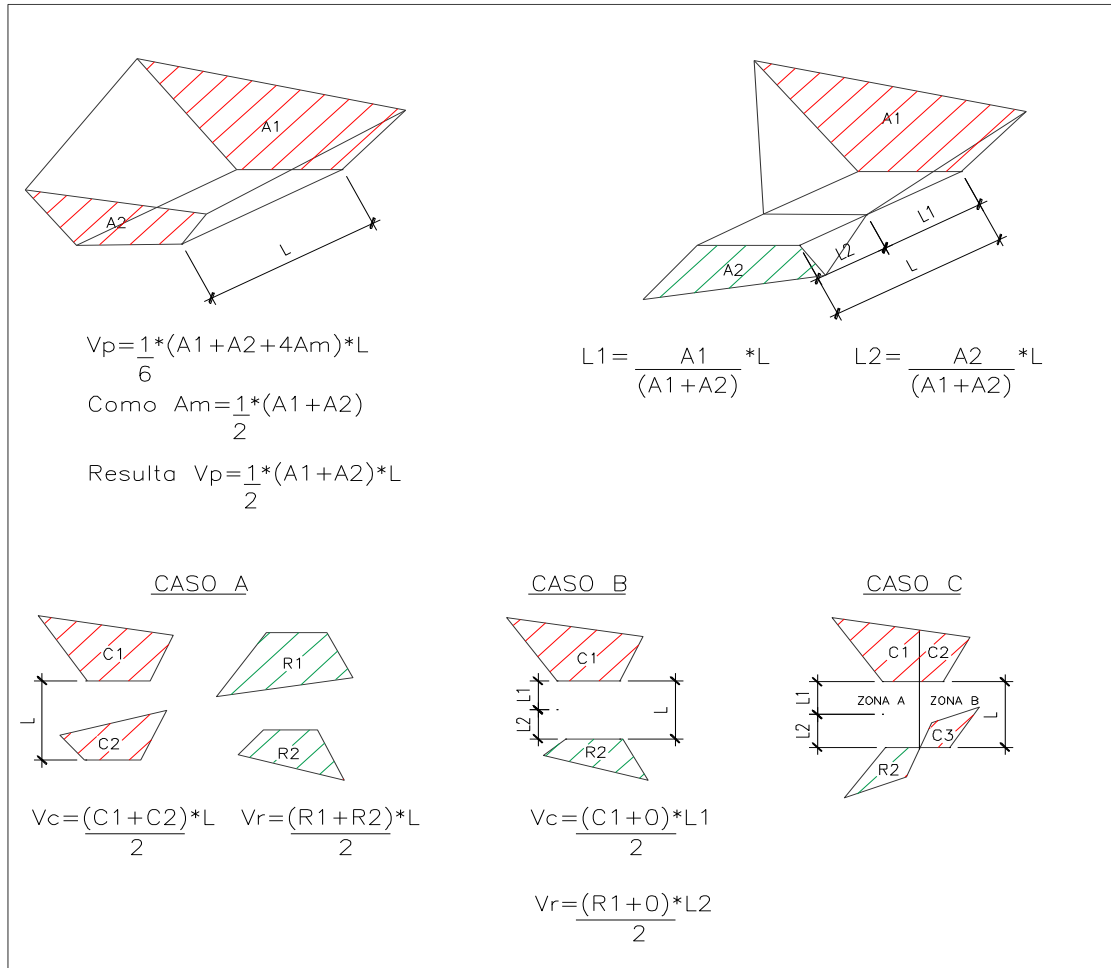 A1
A2
L
Vp=1/6*(A1+A2+4Am)*L
Como Am=1/2*(A1+A2)
Resulta Vp=1/2*(A1+A2)*L
A1
A2
L1
L2
L
L1=A1/(A1+A2)*L
L2=A2/(A1+A2)*L
CASO A
C1
L
C2
R1
R2
Vc=(C1+C2)/2*L
Vr=(R1+R2)/2*L
CASO B
C1
L1
L2
L
R2
Vc=(C1+0)/2*L1
Vr=(R1+0)/2*L2
CASO C
C1
C2
L1
ZONA A
ZONA B
L
L2
C3
R2